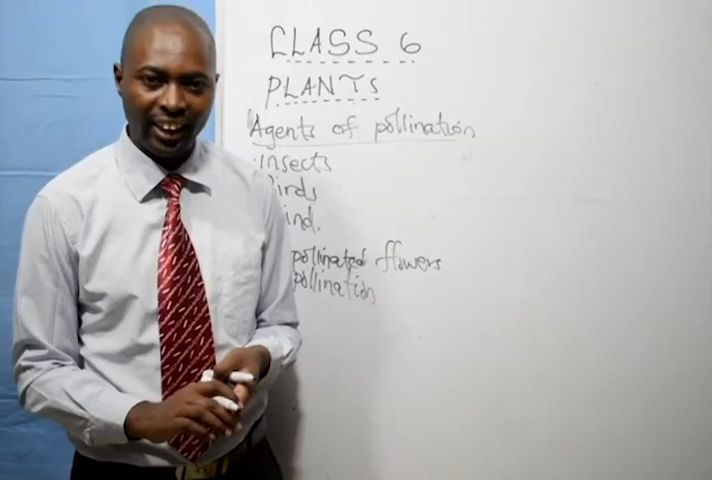 CLASS 6
PLANTS
Agents of pollination
insects
irds
ind.
pollinated flowers
pollination